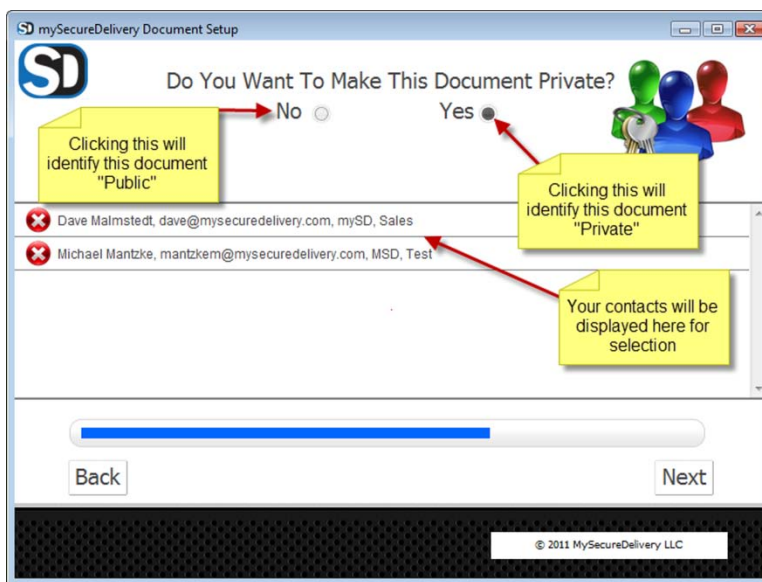 SD mySecureDelivery Document Setup
SD
Do You Want To Make This Document Private?
No
Yes
Clicking this will
identify this document
"Public"
Clicking this will
identify this document
"Private"
Dave Malmstedt, dave@mysecuredelivery.com, mySD, Sales
Michael Mantzke, mantzkem@mysecuredelivery.com, MSD, Test
Your contacts will be
displayed here for
selection
Back
Next
© 2011 MySecureDelivery LLC